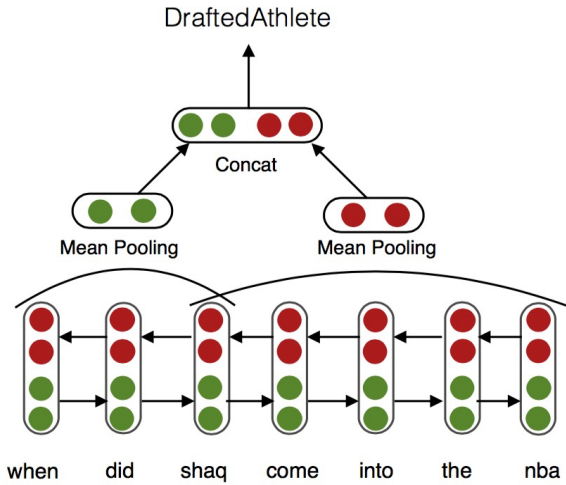 DraftedAthlete
Concat
Mean Pooling Mean Pooling
when did shaq come into the nba